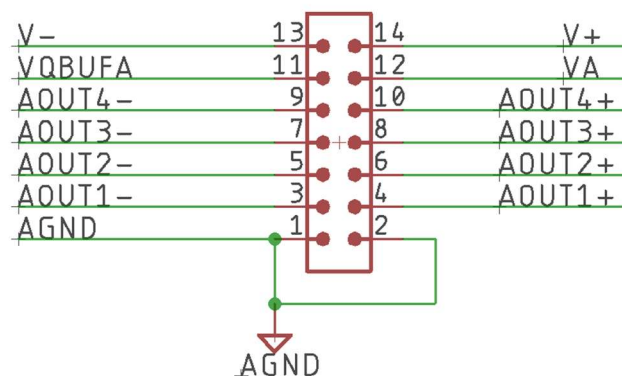 V- 13 14 V+
VQBUFA 11 12 VA
AOUT4- 9 10 AOUT4+
AOUT3- 7 8 AOUT3+
AOUT2- 5 6 AOUT2+
AOUT1- 3 4 AOUT1+
AGND 1 2
AGND